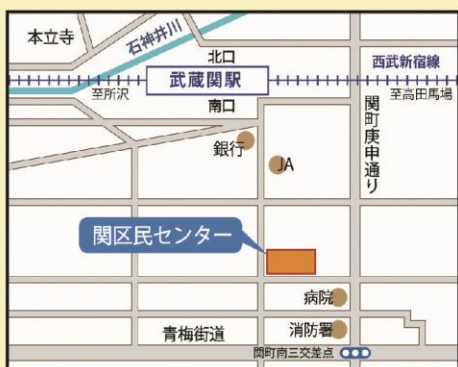 本立寺
石神井川
北口
西武新宿線
武蔵関駅
至所沢
至高田馬場
南口
関町庚申通り
銀行
JA
関区民センター
病院
青梅街道
消防署
関町南三交差点